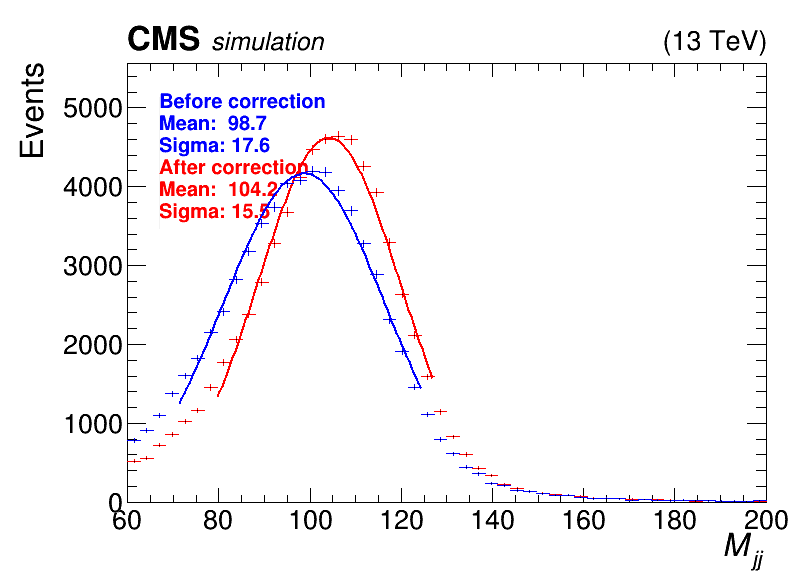 CMS simulation (13 TeV)
Events
5000
4000
3000
2000
1000
0
Before correction
Mean: 98.7
Sigma: 17.6
After correction
Mean: 104.2
Sigma: 15.5
60 80 100 120 140 160 180 200
M_jj